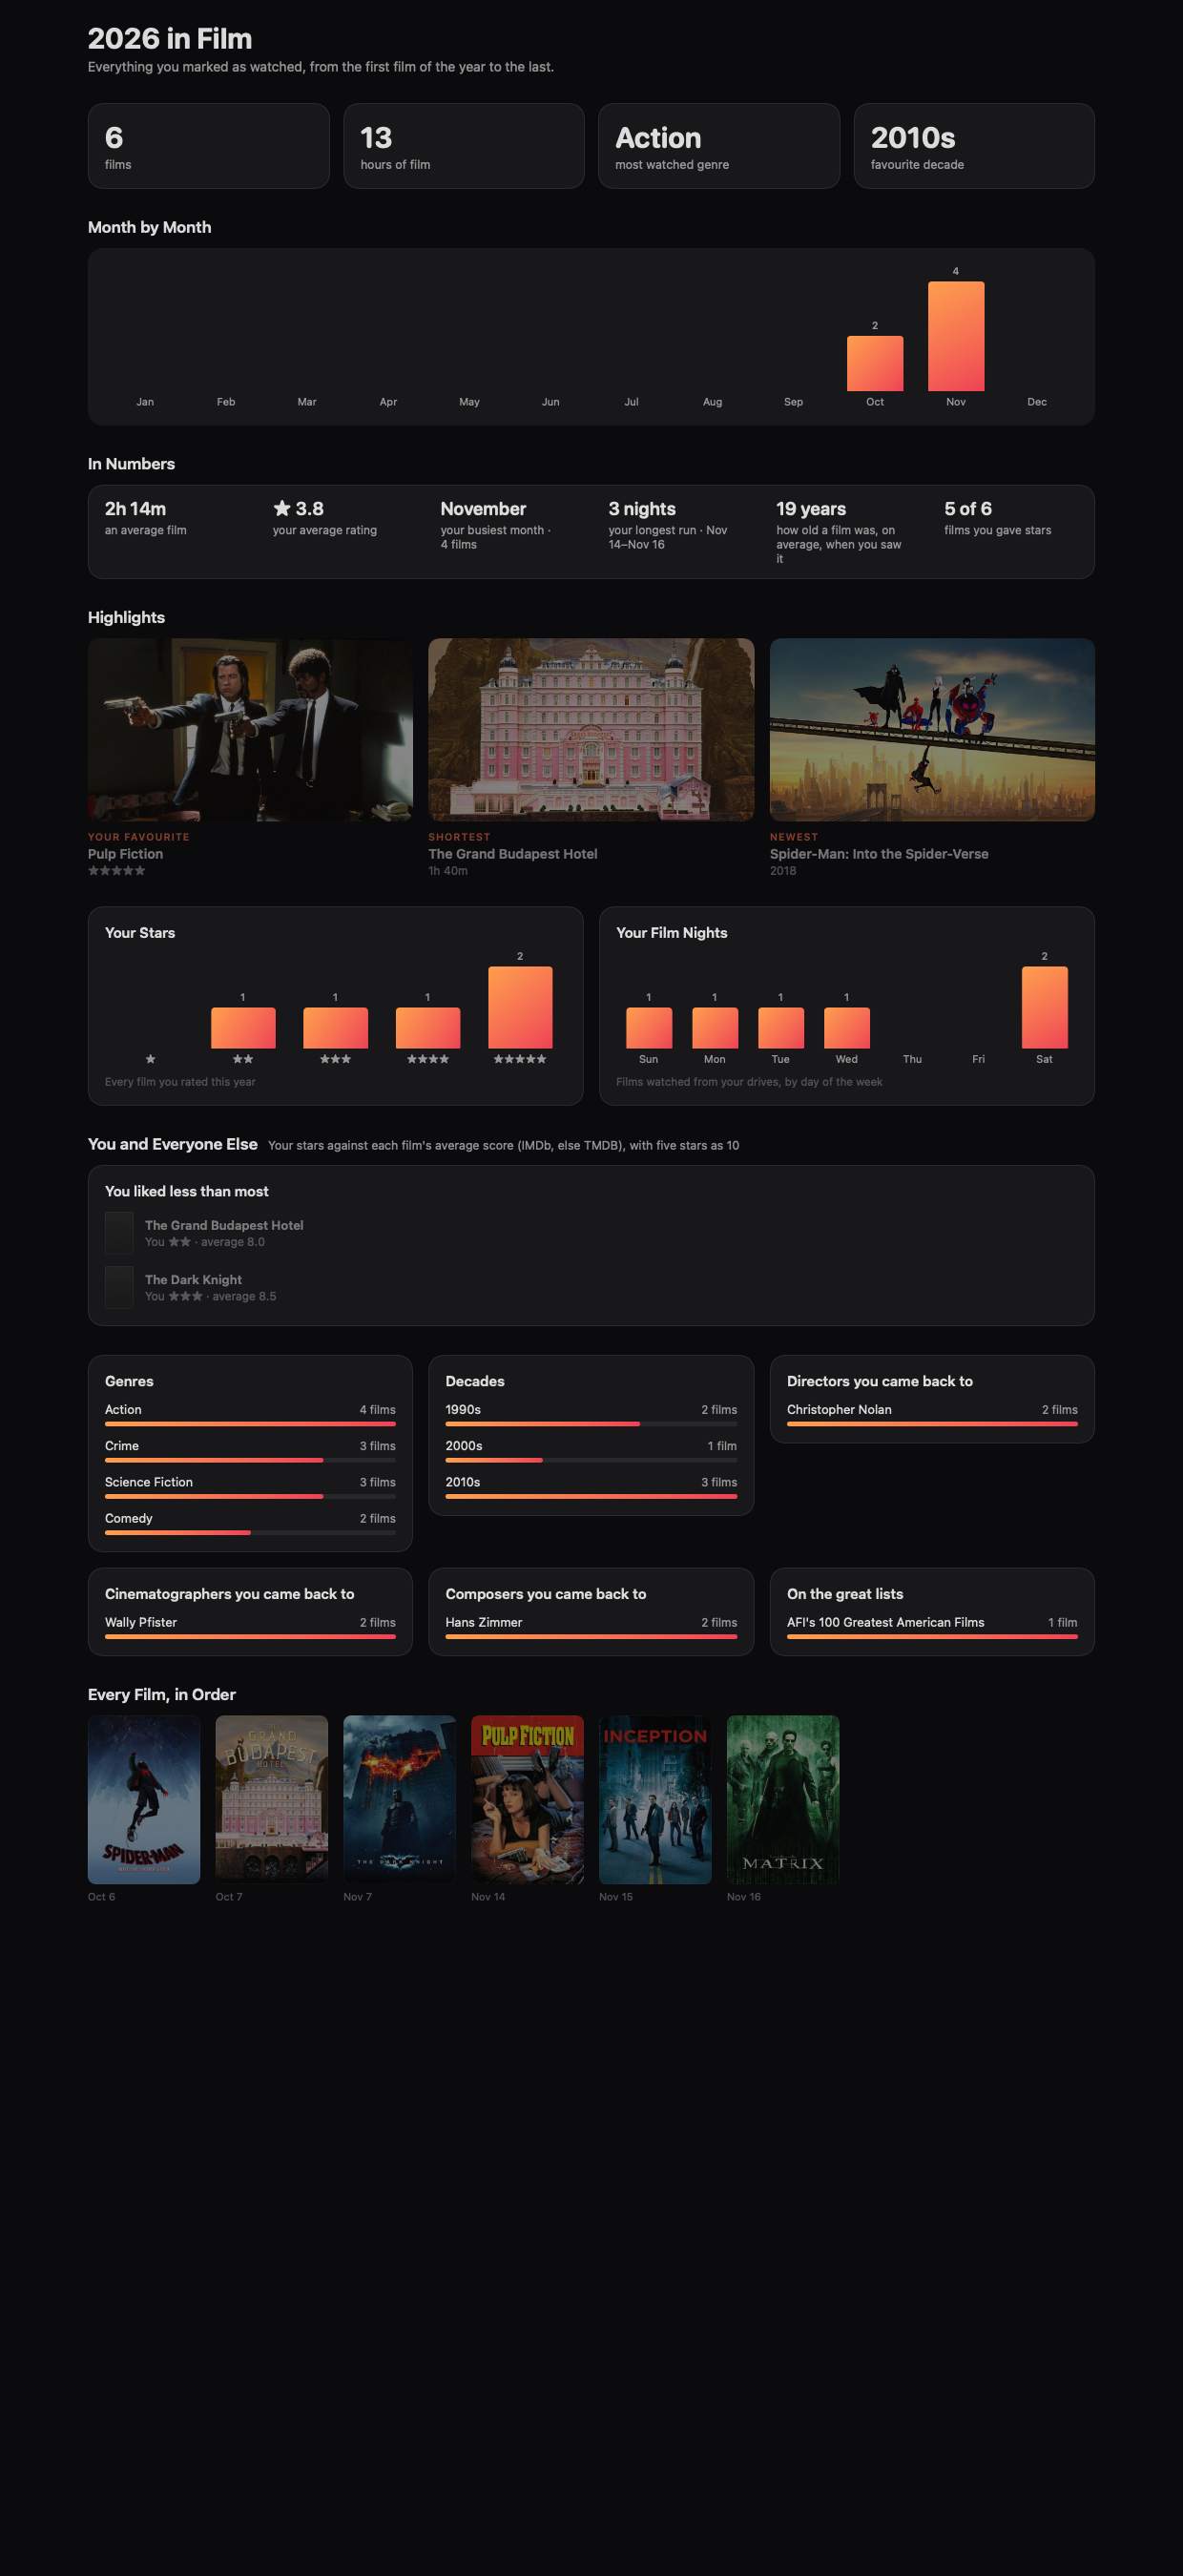 2026 in Film
Everything you marked as watched, from the first film of the year to the last.
6
films
13
hours of film
Action
most watched genre
2010s
favourite decade
Month by Month
2
4
Jan
Feb
Mar
Apr
May
Jun
Jul
Aug
Sep
Oct
Nov
Dec
In Numbers
2h 14m
an average film
★ 3.8
your average rating
November
your busiest month ·
4 films
3 nights
your longest run · Nov
14–Nov 16
19 years
how old a film was, on
average, when you saw
it
5 of 6
films you gave stars
Highlights
YOUR FAVOURITE
Pulp Fiction
★★★★★
SHORTEST
The Grand Budapest Hotel
1h 40m
NEWEST
Spider-Man: Into the Spider-Verse
2018
Your Stars
1
1
1
2
★
★★
★★★
★★★★
★★★★★
Every film you rated this year
Your Film Nights
1
1
1
1
2
Sun
Mon
Tue
Wed
Thu
Fri
Sat
Films watched from your drives, by day of the week
You and Everyone Else
Your stars against each film's average score (IMDb, else TMDB), with five stars as 10
You liked less than most
The Grand Budapest Hotel
You ★★ · average 8.0
The Dark Knight
You ★★★ · average 8.5
Genres
Action 4 films
Crime 3 films
Science Fiction 3 films
Comedy 2 films
Decades
1990s 2 films
2000s 1 film
2010s 3 films
Directors you came back to
Christopher Nolan 2 films
Cinematographers you came back to
Wally Pfister 2 films
Composers you came back to
Hans Zimmer 2 films
On the great lists
AFI's 100 Greatest American Films 1 film
Every Film, in Order
SPIDER-MAN
GRAND
BUDAPEST
HOTEL
THE DARK KNIGHT
PULP FICTION
INCEPTION
MATRIX
Oct 6
Oct 7
Nov 7
Nov 14
Nov 15
Nov 16